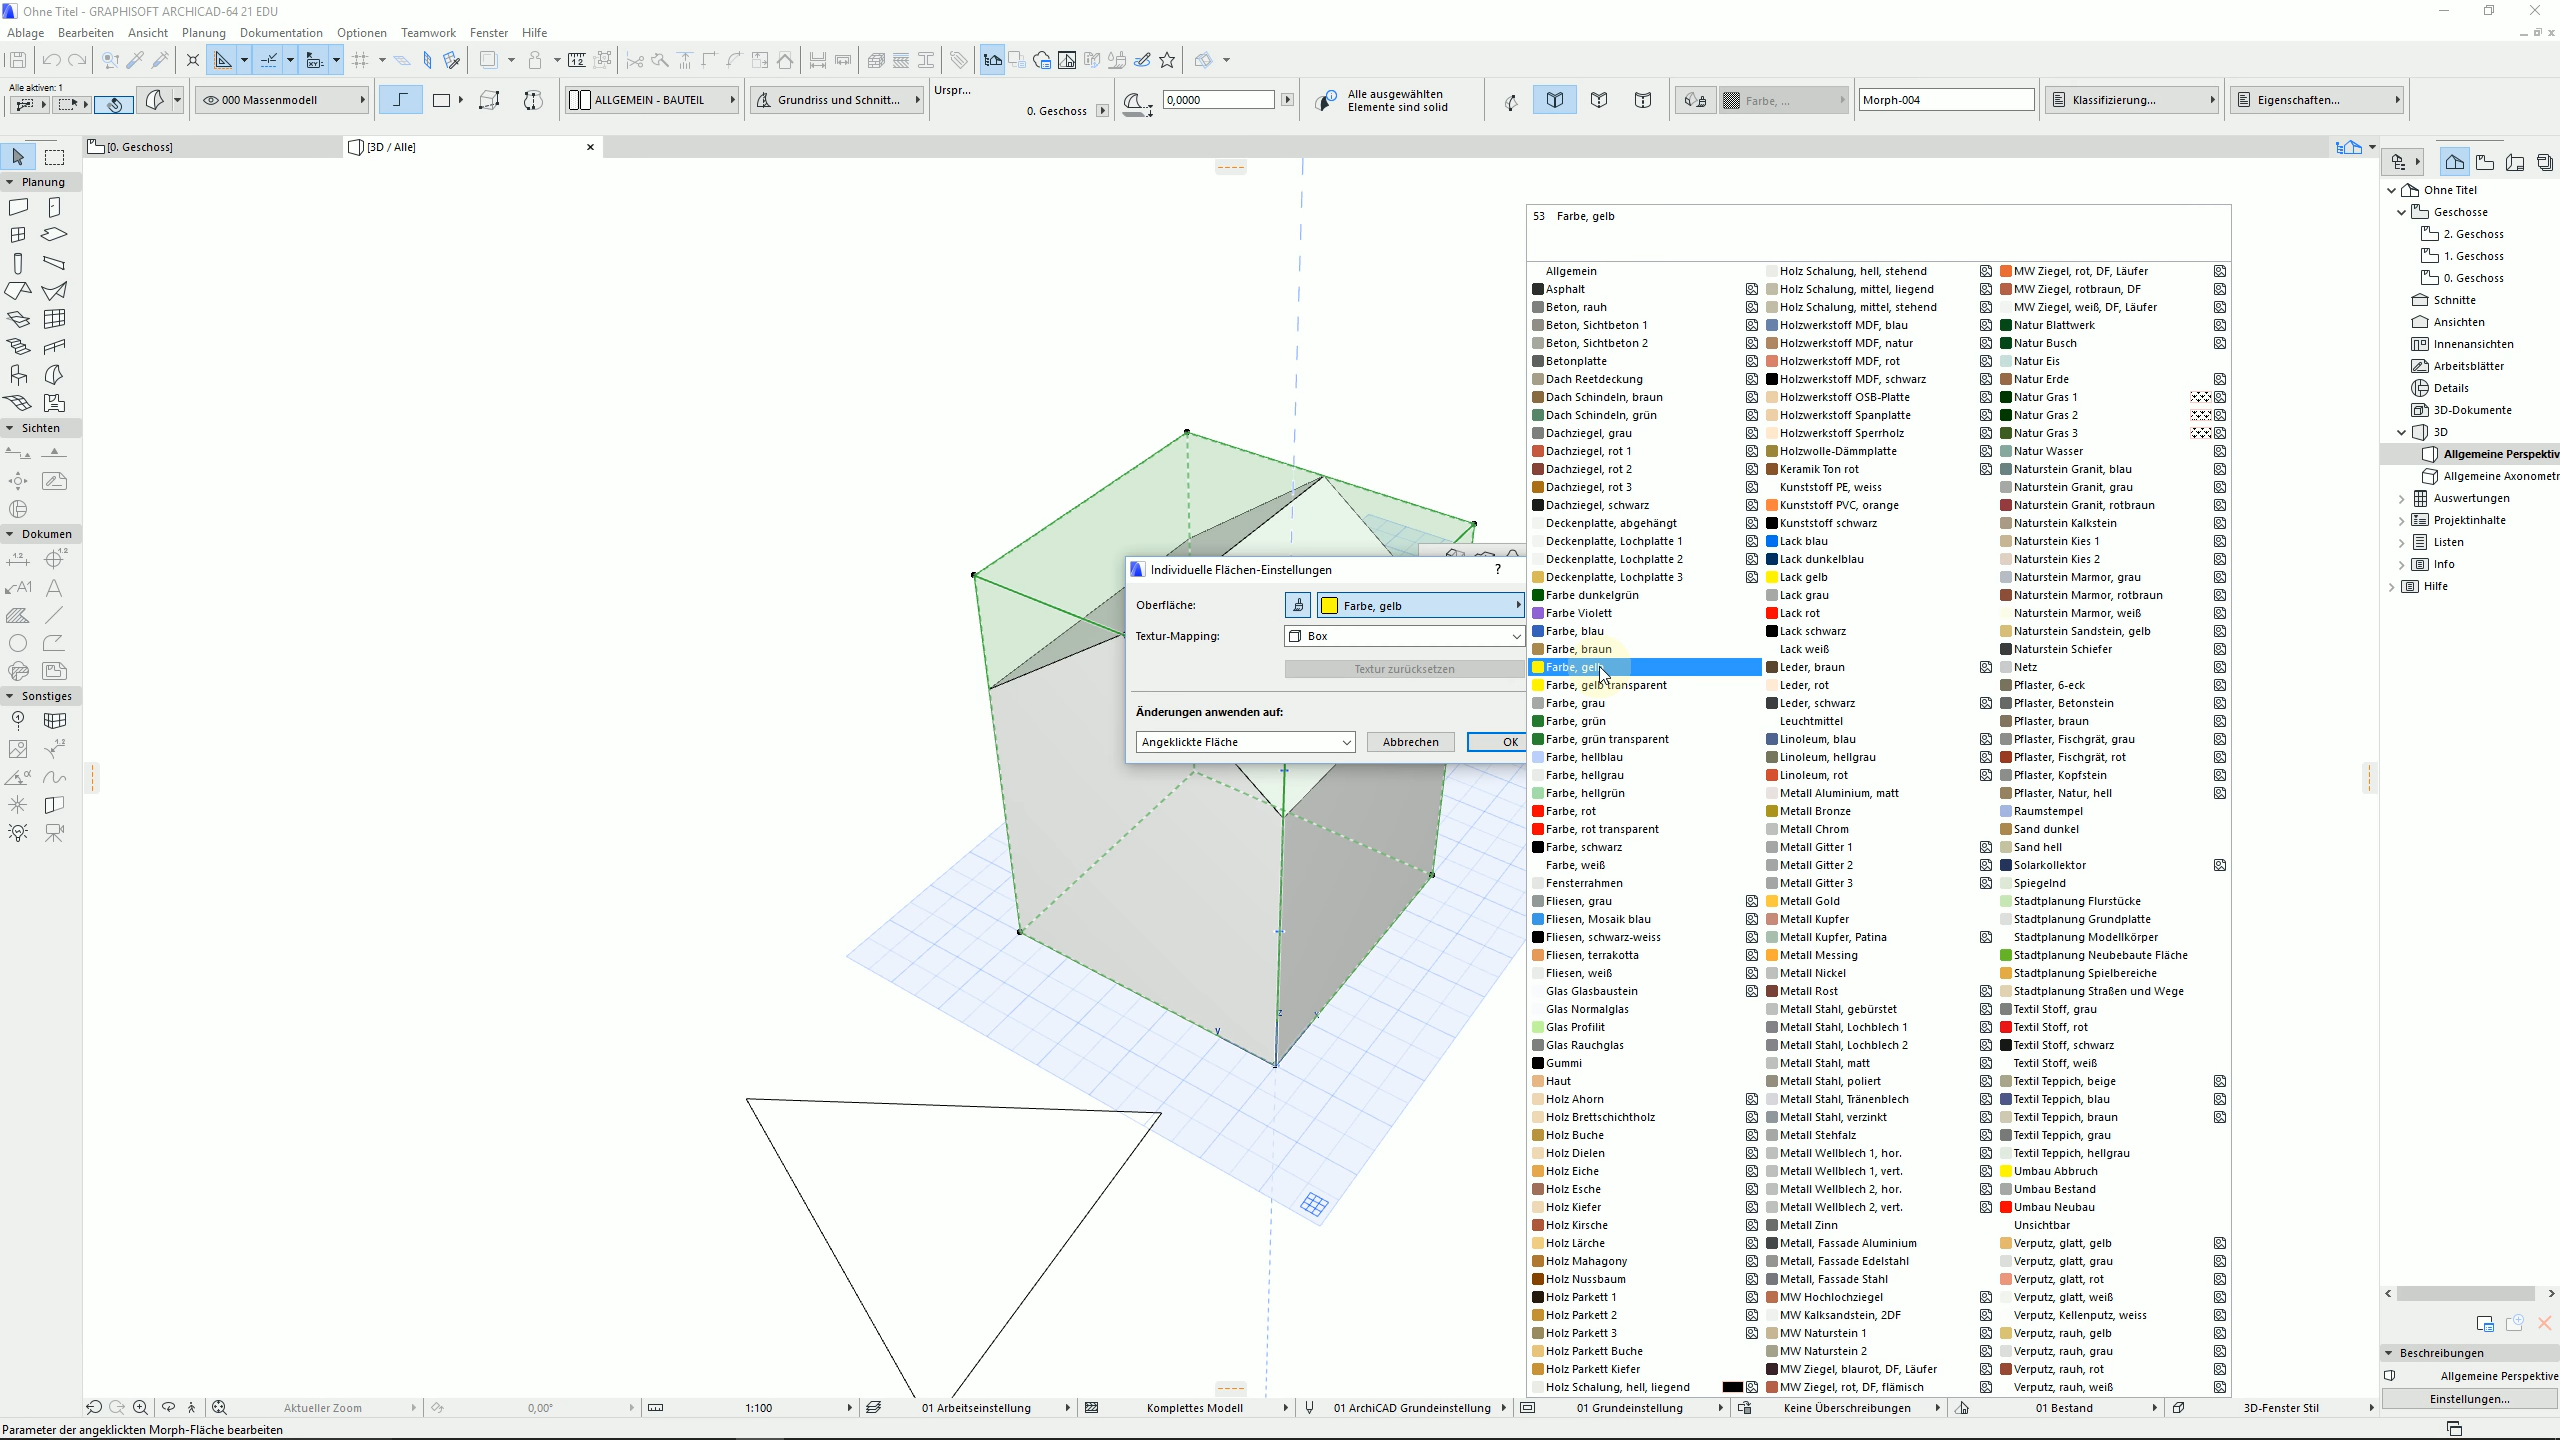 Ohne Titel - GRAPHISOFT ARCHICAD-64 21 EDU
Ablage Bearbeiten Ansicht Planung Dokumentation Optionen Teamwork Fenster Hilfe
Alle aktiven: 1
000 Massenmodell
ALLGEMEIN - BAUTEIL
Grundriss und Schnitt...
Urspr...
0. Geschoss
0,0000
Alle ausgewählten
Elemente sind solid
Farbe, ...
Morph-004
Klassifizierung...
Eigenschaften...
[0. Geschoss]
[3D / Alle]
Planung
Sichten
Dokumen
Sonstiges
53 Farbe, gelb
Allgemein
Asphalt
Beton, rauh
Beton, Sichtbeton 1
Beton, Sichtbeton 2
Betonplatte
Dach Reetdeckung
Dach Schindeln, braun
Dach Schindeln, grün
Dachziegel, grau
Dachziegel, rot 1
Dachziegel, rot 2
Dachziegel, rot 3
Dachziegel, schwarz
Deckenplatte, abgehängt
Deckenplatte, Lochplatte 1
Deckenplatte, Lochplatte 2
Deckenplatte, Lochplatte 3
Farbe dunkelgrün
Farbe Violett
Farbe, blau
Farbe, braun
Farbe, gelb
Farbe, gelb transparent
Farbe, grau
Farbe, grün
Farbe, grün transparent
Farbe, hellblau
Farbe, hellgrau
Farbe, hellgrün
Farbe, rot
Farbe, rot transparent
Farbe, schwarz
Farbe, weiß
Fensterrahmen
Fliesen, grau
Fliesen, Mosaik blau
Fliesen, schwarz-weiss
Fliesen, terrakotta
Fliesen, weiß
Glas Glasbaustein
Glas Normalglas
Glas Profilit
Glas Rauchglas
Gummi
Haut
Holz Ahorn
Holz Brettschichtholz
Holz Buche
Holz Dielen
Holz Eiche
Holz Esche
Holz Kiefer
Holz Kirsche
Holz Lärche
Holz Mahagony
Holz Nussbaum
Holz Parkett 1
Holz Parkett 2
Holz Parkett 3
Holz Parkett Buche
Holz Parkett Kiefer
Holz Schalung, hell, liegend
Holz Schalung, hell, stehend
Holz Schalung, mittel, liegend
Holz Schalung, mittel, stehend
Holzwerkstoff MDF, blau
Holzwerkstoff MDF, natur
Holzwerkstoff MDF, rot
Holzwerkstoff MDF, schwarz
Holzwerkstoff OSB-Platte
Holzwerkstoff Spanplatte
Holzwerkstoff Sperrholz
Holzwolle-Dämmplatte
Keramik Ton rot
Kunststoff PE, weiss
Kunststoff PVC, orange
Kunststoff schwarz
Lack blau
Lack dunkelblau
Lack gelb
Lack grau
Lack rot
Lack schwarz
Lack weiß
Leder, braun
Leder, rot
Leder, schwarz
Leuchtmittel
Linoleum, blau
Linoleum, hellgrau
Linoleum, rot
Metall Aluminium, matt
Metall Bronze
Metall Chrom
Metall Gitter 1
Metall Gitter 2
Metall Gitter 3
Metall Gold
Metall Kupfer
Metall Kupfer, Patina
Metall Messing
Metall Nickel
Metall Rost
Metall Stahl, gebürstet
Metall Stahl, Lochblech 1
Metall Stahl, Lochblech 2
Metall Stahl, matt
Metall Stahl, poliert
Metall Stahl, Tränenblech
Metall Stahl, verzinkt
Metall Stehfalz
Metall Wellblech 1, hor.
Metall Wellblech 1, vert.
Metall Wellblech 2, hor.
Metall Wellblech 2, vert.
Metall Zinn
Metall, Fassade Aluminium
Metall, Fassade Edelstahl
Metall, Fassade Stahl
MW Hochlochziegel
MW Kalksandstein, 2DF
MW Naturstein 1
MW Naturstein 2
MW Ziegel, blaurot, DF, Läufer
MW Ziegel, rot, DF, flämisch
MW Ziegel, rot, DF, Läufer
MW Ziegel, rotbraun, DF
MW Ziegel, weiß, DF, Läufer
Natur Blattwerk
Natur Busch
Natur Eis
Natur Erde
Natur Gras 1
Natur Gras 2
Natur Gras 3
Natur Wasser
Naturstein Granit, blau
Naturstein Granit, grau
Naturstein Granit, rotbraun
Naturstein Kalkstein
Naturstein Kies 1
Naturstein Kies 2
Naturstein Marmor, grau
Naturstein Marmor, rotbraun
Naturstein Marmor, weiß
Naturstein Sandstein, gelb
Naturstein Schiefer
Netz
Pflaster, 6-eck
Pflaster, Betonstein
Pflaster, braun
Pflaster, Fischgrät, grau
Pflaster, Fischgrät, rot
Pflaster, Kopfstein
Pflaster, Natur, hell
Raumstempel
Sand dunkel
Sand hell
Solarkollektor
Spiegelnd
Stadtplanung Flurstücke
Stadtplanung Grundplatte
Stadtplanung Modellkörper
Stadtplanung Neubebaute Fläche
Stadtplanung Spielbereiche
Stadtplanung Straßen und Wege
Textil Stoff, grau
Textil Stoff, rot
Textil Stoff, schwarz
Textil Stoff, weiß
Textil Teppich, beige
Textil Teppich, blau
Textil Teppich, braun
Textil Teppich, grau
Textil Teppich, hellgrau
Umbau Abbruch
Umbau Bestand
Umbau Neubau
Unsichtbar
Verputz, glatt, gelb
Verputz, glatt, grau
Verputz, glatt, rot
Verputz, glatt, weiß
Verputz, Kellenputz, weiss
Verputz, rauh, gelb
Verputz, rauh, grau
Verputz, rauh, rot
Verputz, rauh, weiß
Individuelle Flächen-Einstellungen ?
Oberfläche: Farbe, gelb
Textur-Mapping: Box
Textur zurücksetzen
Änderungen anwenden auf:
Angeklickte Fläche Abbrechen OK
z
x
y
Ohne Titel
Geschosse
2. Geschoss
1. Geschoss
0. Geschoss
Schnitte
Ansichten
Innenansichten
Arbeitsblätter
Details
3D-Dokumente
3D
Allgemeine Perspektiv
Allgemeine Axonometr
Auswertungen
Projektinhalte
Listen
Info
Hilfe
Beschreibungen
Allgemeine Perspektive
Einstellungen...
Aktueller Zoom 0,00° 1:100 01 Arbeitseinstellung Komplettes Modell 01 ArchiCAD Grundeinstellung 01 Grundeinstellung Keine Überschreibungen 01 Bestand 3D-Fenster Stil
Parameter der angeklickten Morph-Fläche bearbeiten